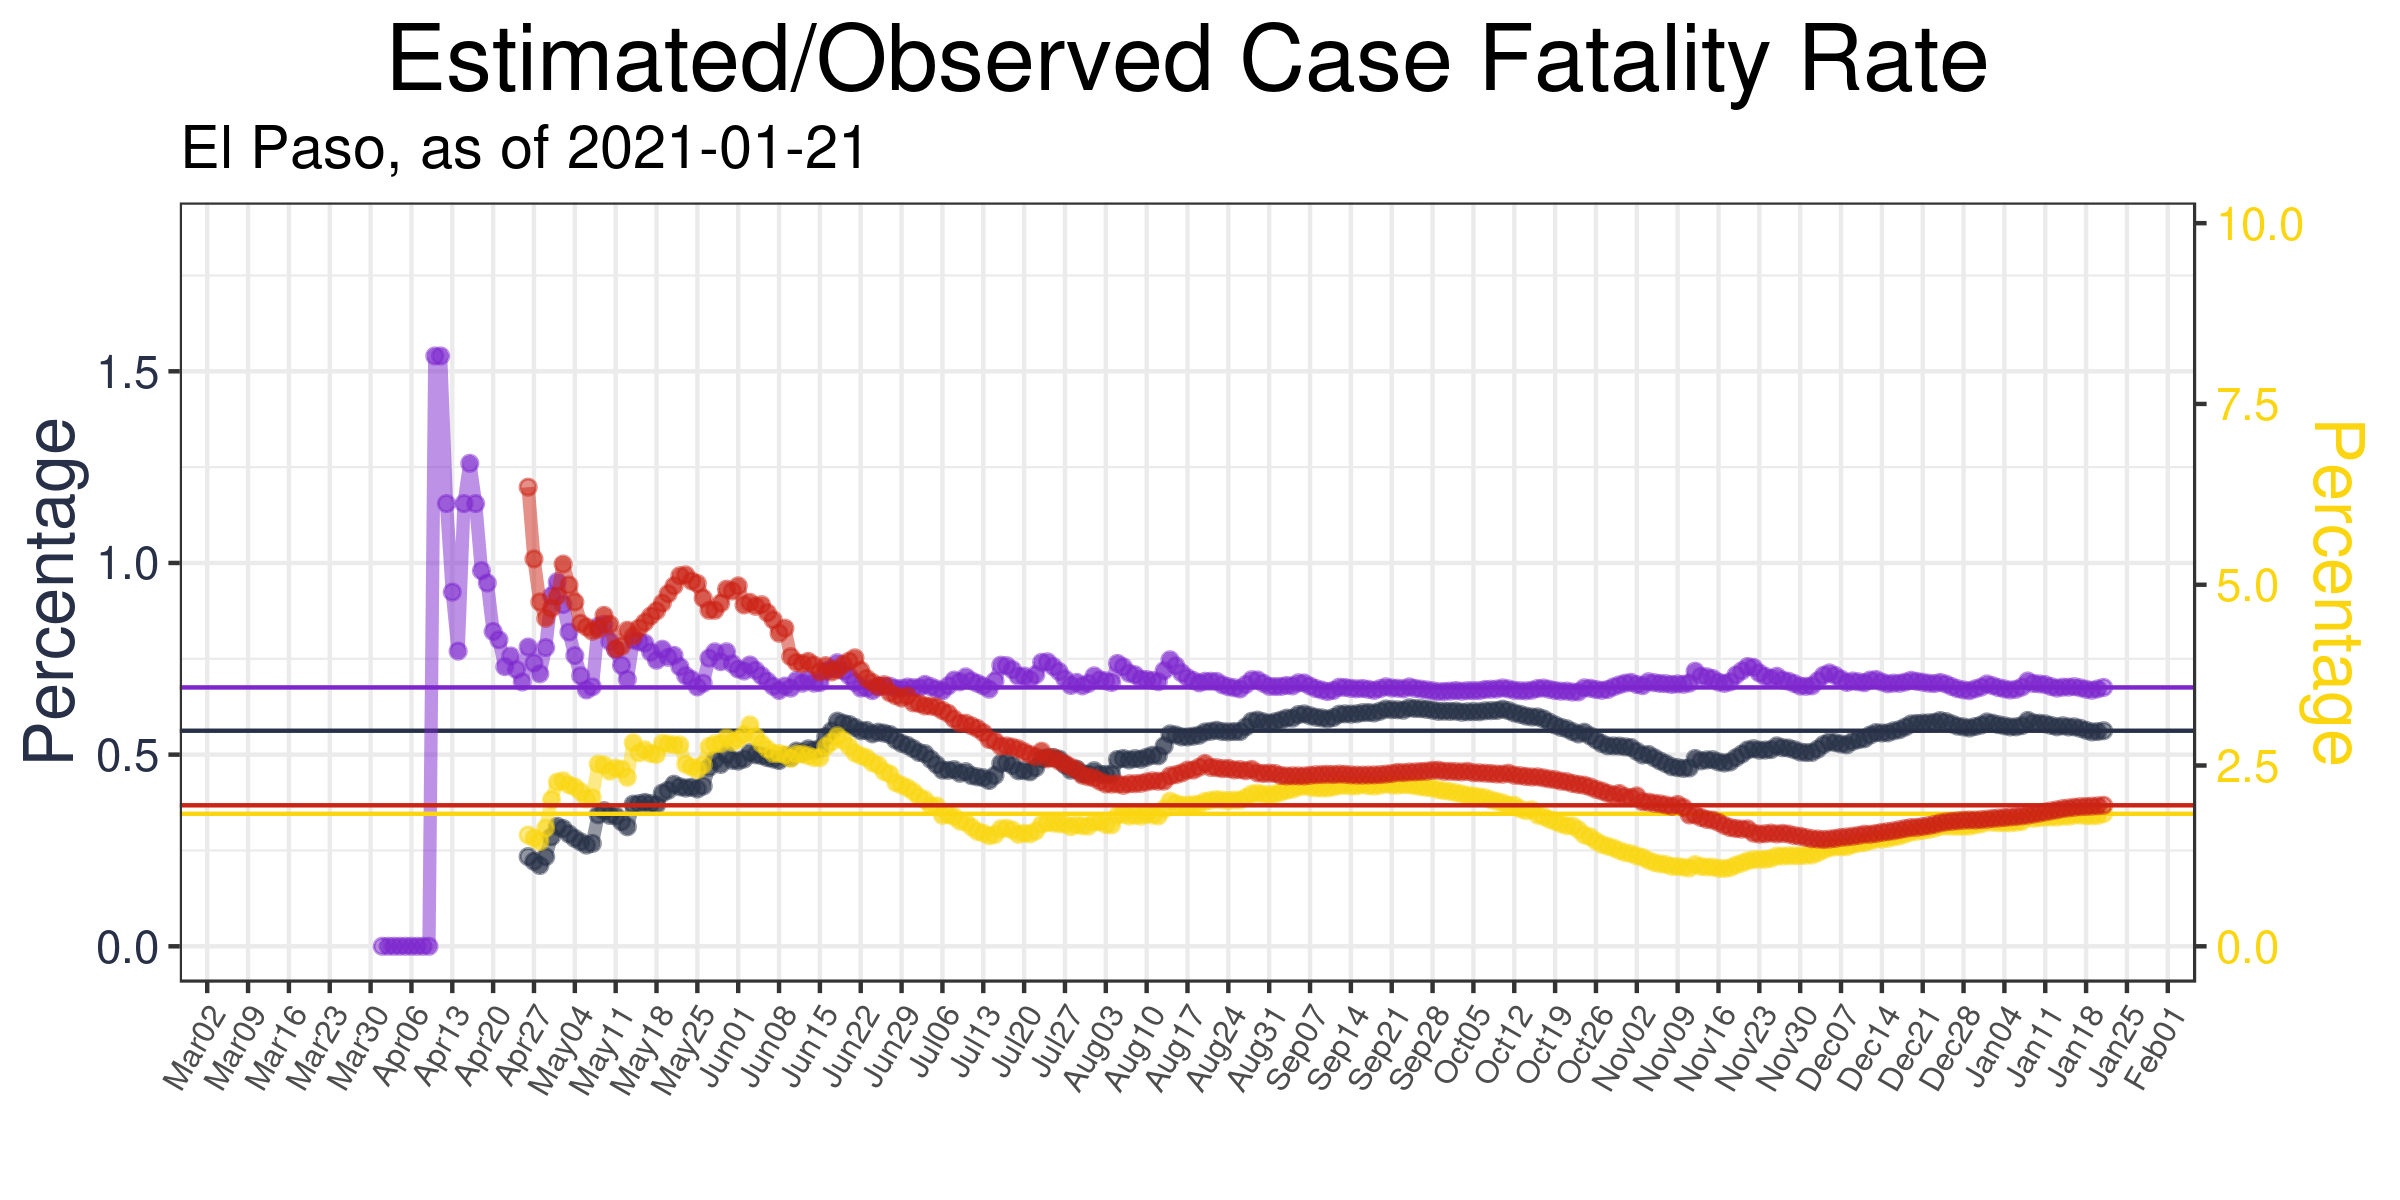 Estimated/Observed Case Fatality Rate
El Paso, as of 2021-01-21
Percentage
1.5
1.0
0.5
0.0
10.0
7.5
5.0
2.5
0.0
Percentage
Mar02
Mar09
Mar16
Mar23
Mar30
Apr06
Apr13
Apr20
Apr27
May04
May11
May18
May25
Jun01
Jun08
Jun15
Jun22
Jun29
Jul06
Jul13
Jul20
Jul27
Aug03
Aug10
Aug17
Aug24
Aug31
Sep07
Sep14
Sep21
Sep28
Oct05
Oct12
Oct19
Oct26
Nov02
Nov09
Nov16
Nov23
Nov30
Dec07
Dec14
Dec21
Dec28
Jan04
Jan11
Jan18
Jan25
Feb01